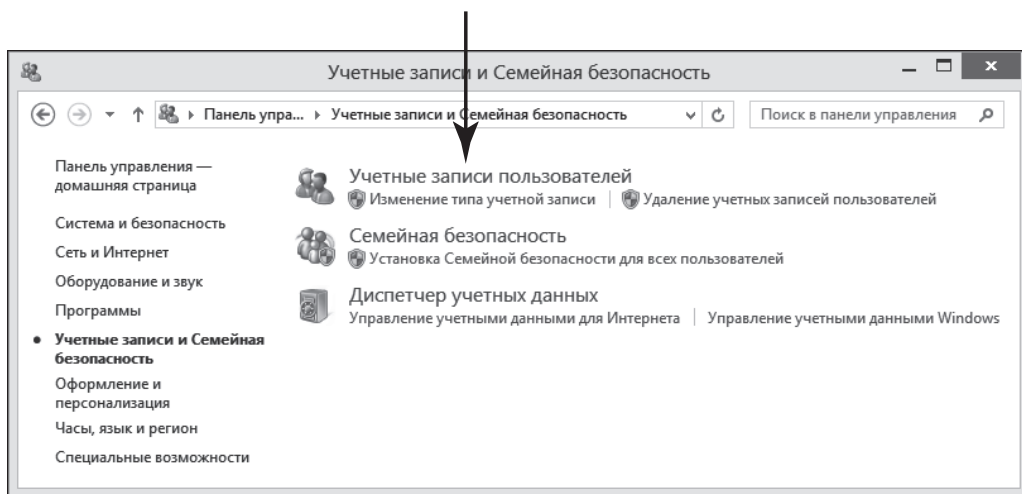 Учетные записи и Семейная безопасность
Панель упра... Учетные записи и Семейная безопасность
Поиск в панели управления
Панель управления —
домашняя страница
Система и безопасность
Сеть и Интернет
Оборудование и звук
Программы
Учетные записи и Семейная
безопасность
Оформление и
персонализация
Часы, язык и регион
Специальные возможности
Учетные записи пользователей
Изменение типа учетной записи Удаление учетных записей пользователей
Семейная безопасность
Установка Семейной безопасности для всех пользователей
Диспетчер учетных данных
Управление учетными данными для Интернета Управление учетными данными Windows